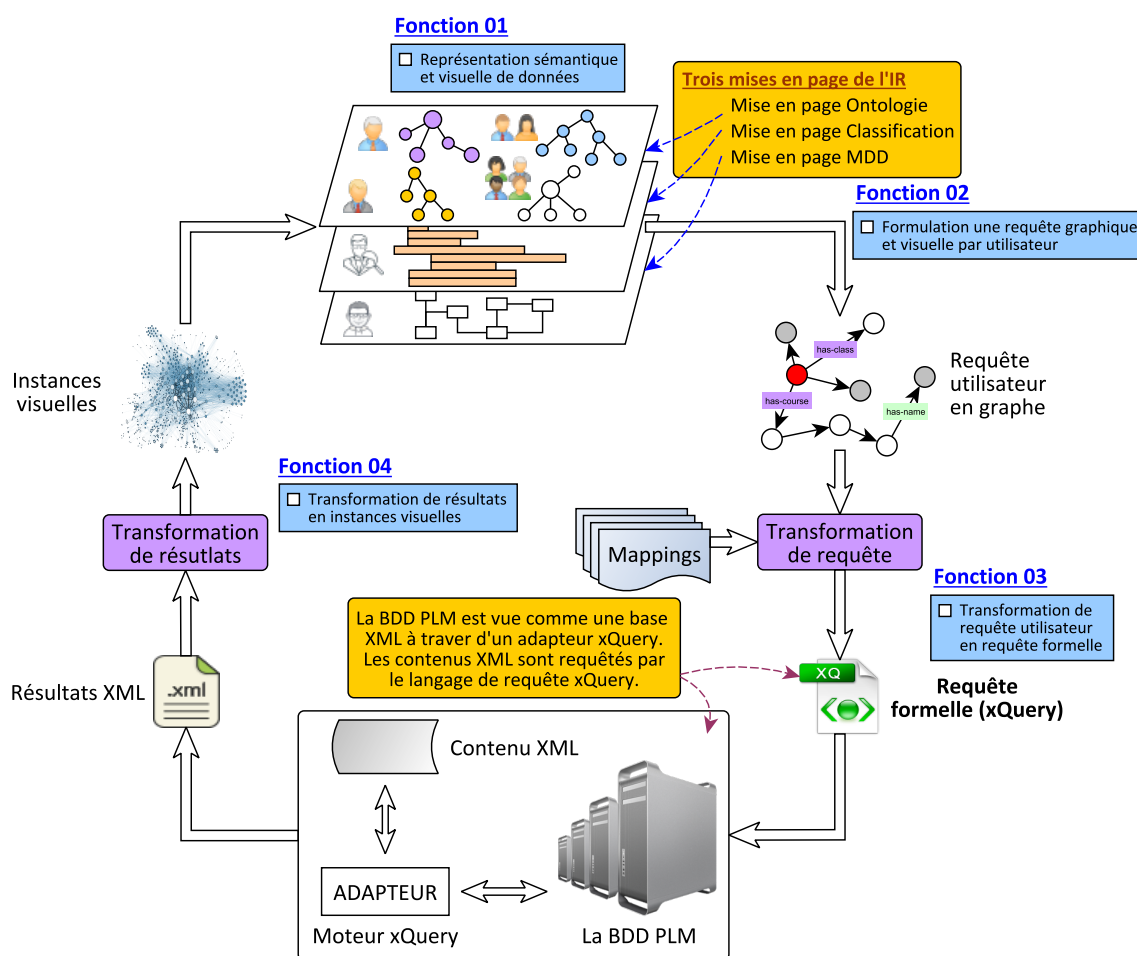 Fonction 01
Représentation sémantique
et visuelle de données
Trois mises en page de l'IR
Mise en page Ontologie
Mise en page Classification
Mise en page MDD
Fonction 02
Formulation une requête graphique
et visuelle par utilisateur
has-class
has-course
has-name
Requête
utilisateur
en graphe
Instances
visuelles
Fonction 04
Transformation de résultats
en instances visuelles
Transformation
de résutlats
Mappings
Transformation
de requête
Fonction 03
Transformation de
requête utilisateur
en requête formelle
La BDD PLM est vue comme une base
XML à traver d'un adapteur xQuery.
Les contenus XML sont requêtés par
le langage de requête xQuery.
Résultats XML
.xml
XQ
Requête
formelle (xQuery)
Contenu XML
ADAPTEUR
Moteur xQuery
La BDD PLM